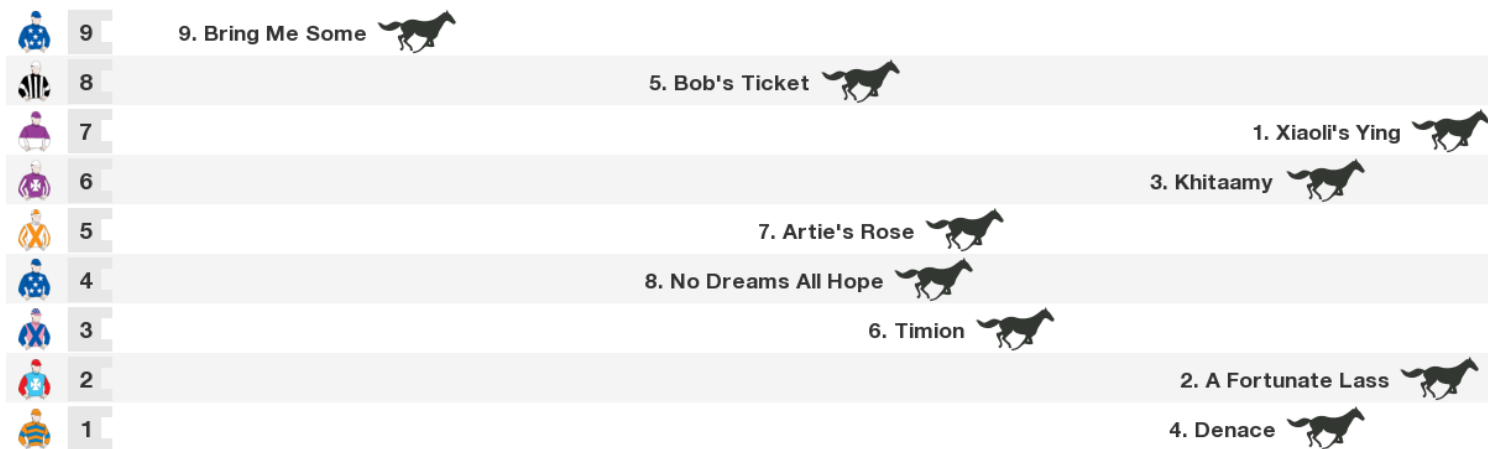 9 9. Bring Me Some
8 5. Bob's Ticket
7 1. Xiaoli's Ying
6 3. Khitaamy
5 7. Artie's Rose
4 8. No Dreams All Hope
3 6. Timion
2 2. A Fortunate Lass
1 4. Denace